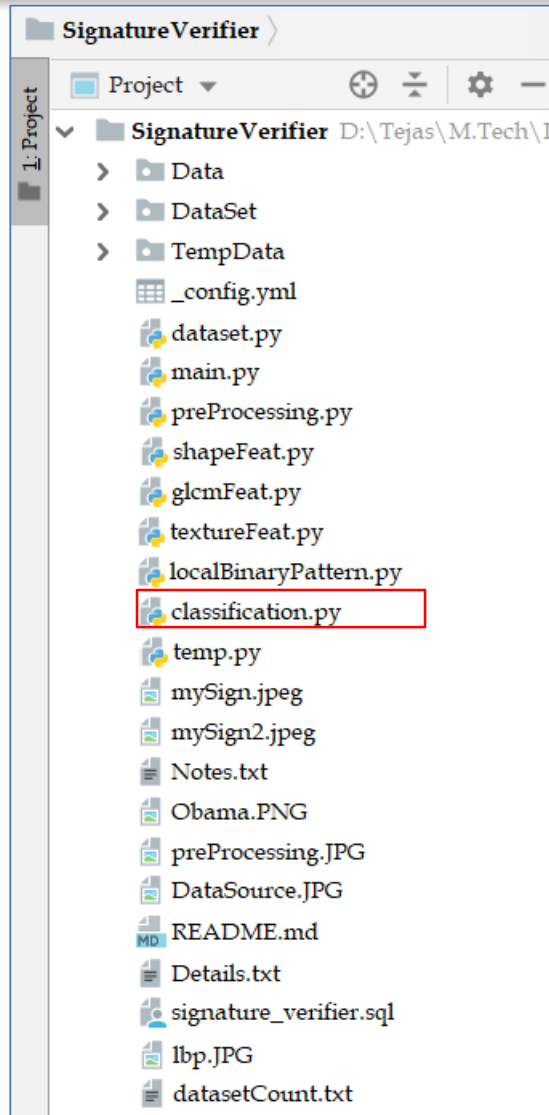 SignatureVerifier
Project
1: Project
SignatureVerifier D:\Tejas\M.Tech\
Data
DataSet
TempData
_config.yml
dataset.py
main.py
preProcessing.py
shapeFeat.py
glcmFeat.py
textureFeat.py
localBinaryPattern.py
classification.py
temp.py
mySign.jpeg
mySign2.jpeg
Notes.txt
Obama.PNG
preProcessing.JPG
DataSource.JPG
MD README.md
Details.txt
signature_verifier.sql
lbp.JPG
datasetCount.txt